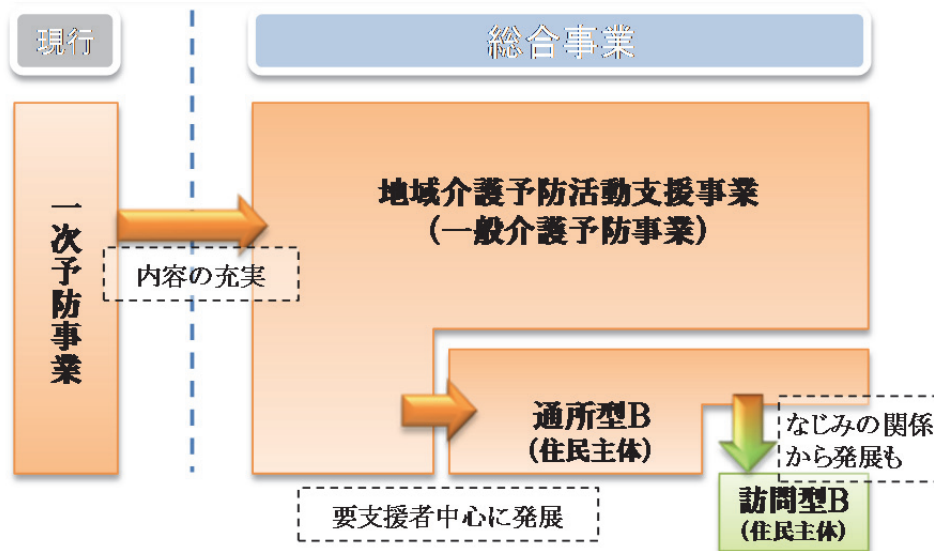 現行
総合事業
一次予防事業
内容の充実
地域介護予防活動支援事業
(一般介護予防事業)
通所型B
(住民主体)
なじみの関係
から発展も
訪問型B
(住民主体)
要支援者中心に発展